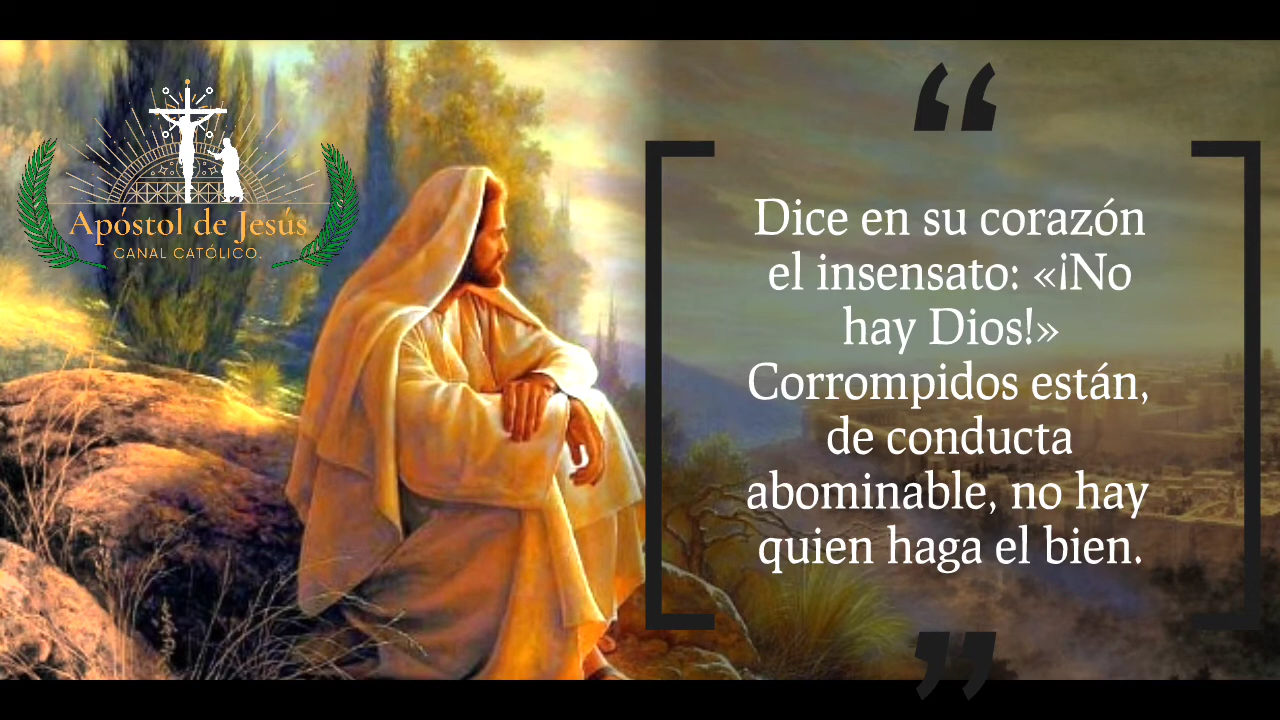 Apóstol de Jesús
CANAL CATÓLICO.
“
Dice en su corazón
el insensato: «¡No
hay Dios!»
Corrompidos están,
de conducta
abominable, no hay
quien haga el bien.
”